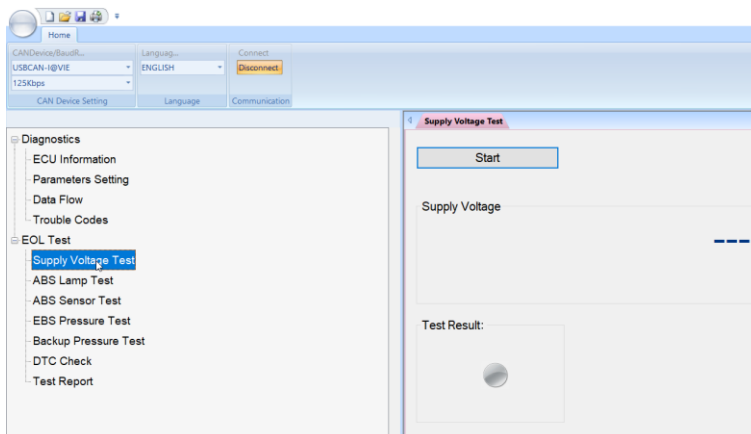 Home
CANDevice/BaudR...
Languag...
Connect
USBCAN-I@VIE
ENGLISH
Disconnect
125Kbps
CAN Device Setting
Language
Communication
Supply Voltage Test
Diagnostics
ECU Information
Parameters Setting
Data Flow
Trouble Codes
EOL Test
Supply Voltage Test
ABS Lamp Test
ABS Sensor Test
EBS Pressure Test
Backup Pressure Test
DTC Check
Test Report
Start
Supply Voltage
---
Test Result: